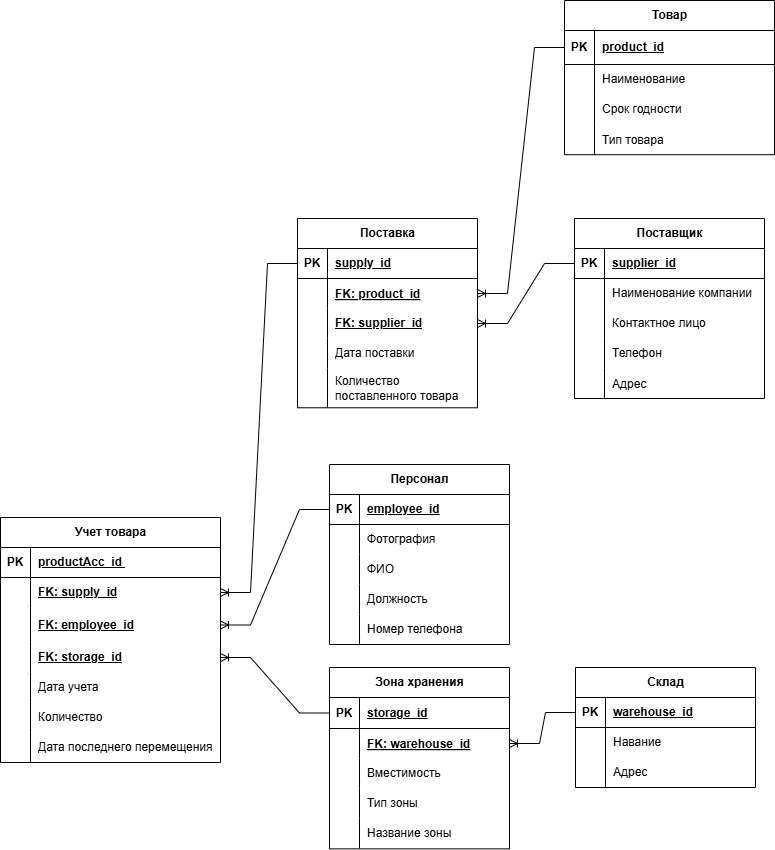 Товар
PK product_id
Наименование
Срок годности
Тип товара
Поставка
PK supply_id
FK: product_id
FK: supplier_id
Дата поставки
Количество
поставленного товара
Поставщик
PK supplier_id
Наименование компании
Контактное лицо
Телефон
Адрес
Персонал
PK employee_id
Фотография
ФИО
Должность
Номер телефона
Учет товара
PK productAcc_id
FK: supply_id
FK: employee_id
FK: storage_id
Дата учета
Количество
Дата последнего перемещения
Зона хранения
PK storage_id
FK: warehouse_id
Вместимость
Тип зоны
Название зоны
Склад
PK warehouse_id
Навание
Адрес